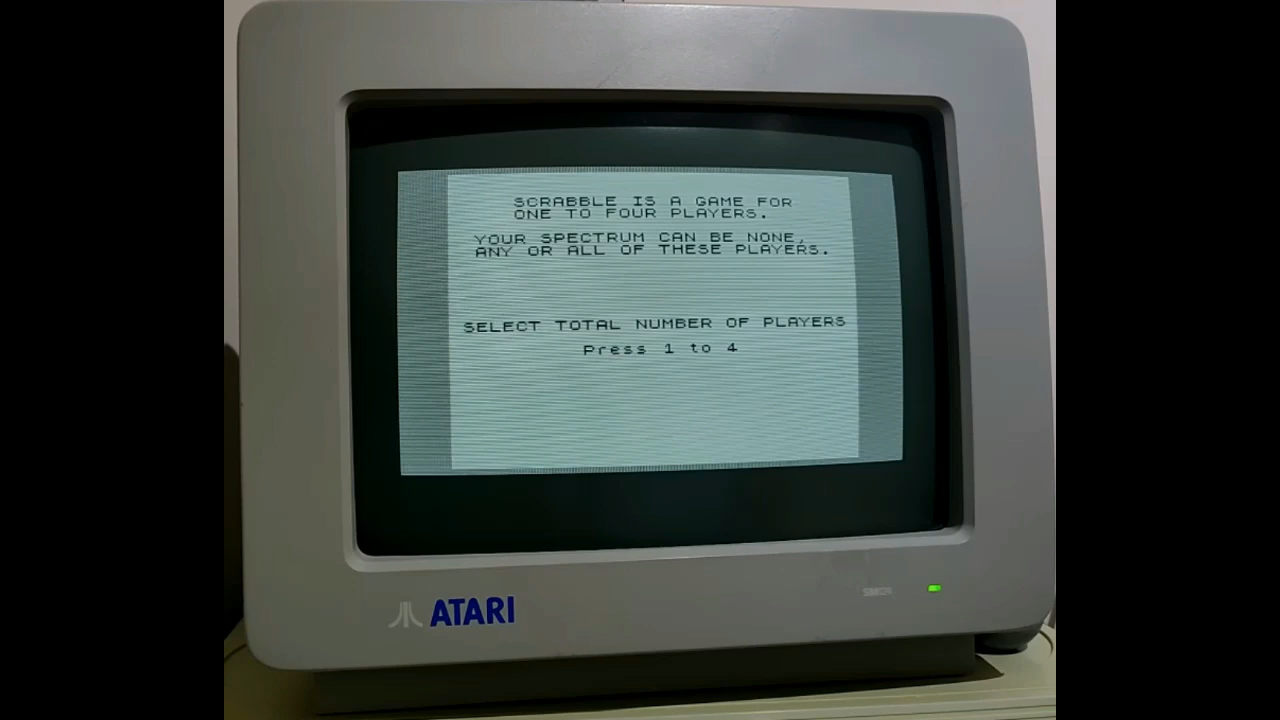 SCRABBLE IS A GAME FOR
ONE TO FOUR PLAYERS.
YOUR SPECTRUM CAN BE NONE,
ANY OR ALL OF THESE PLAYERS.
SELECT TOTAL NUMBER OF PLAYERS
Press 1 to 4
ATARI